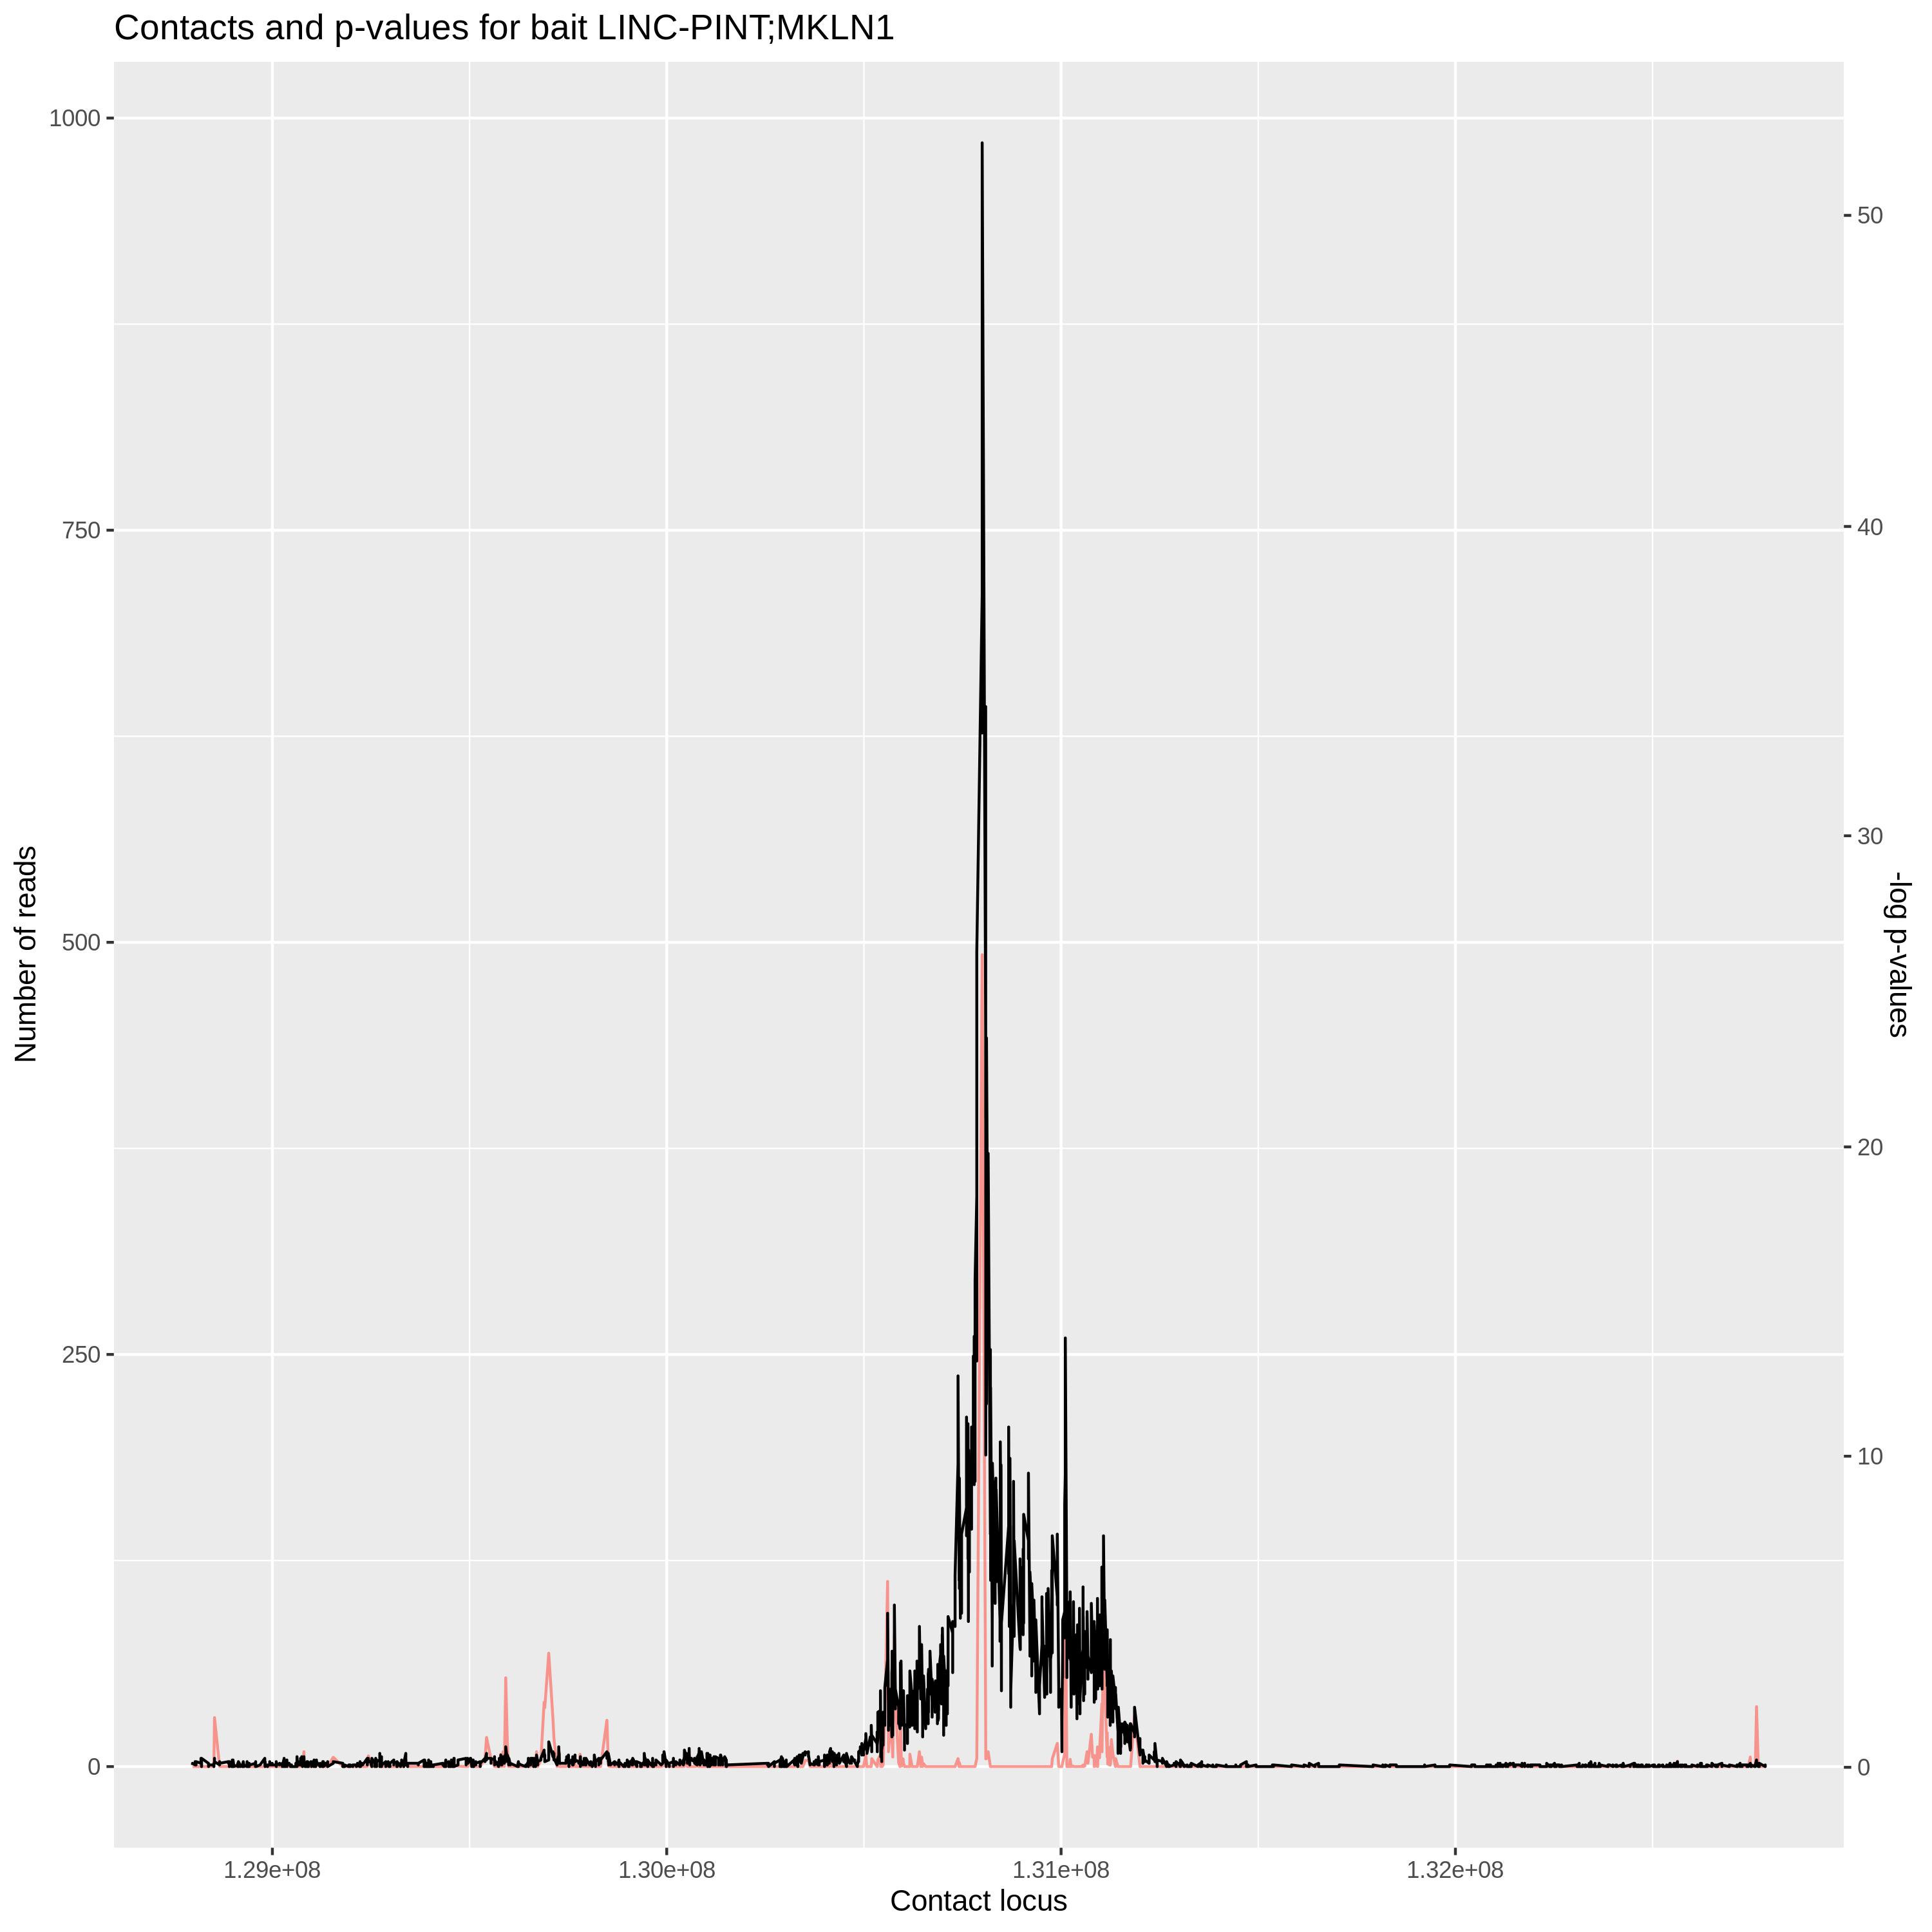 Contacts and p-values for bait LINC-PINT;MKLN1
1000
750
500
250
0
Number of reads
50
40
30
20
10
0
-log p-values
1.29e+08
1.30e+08
1.31e+08
1.32e+08
Contact locus